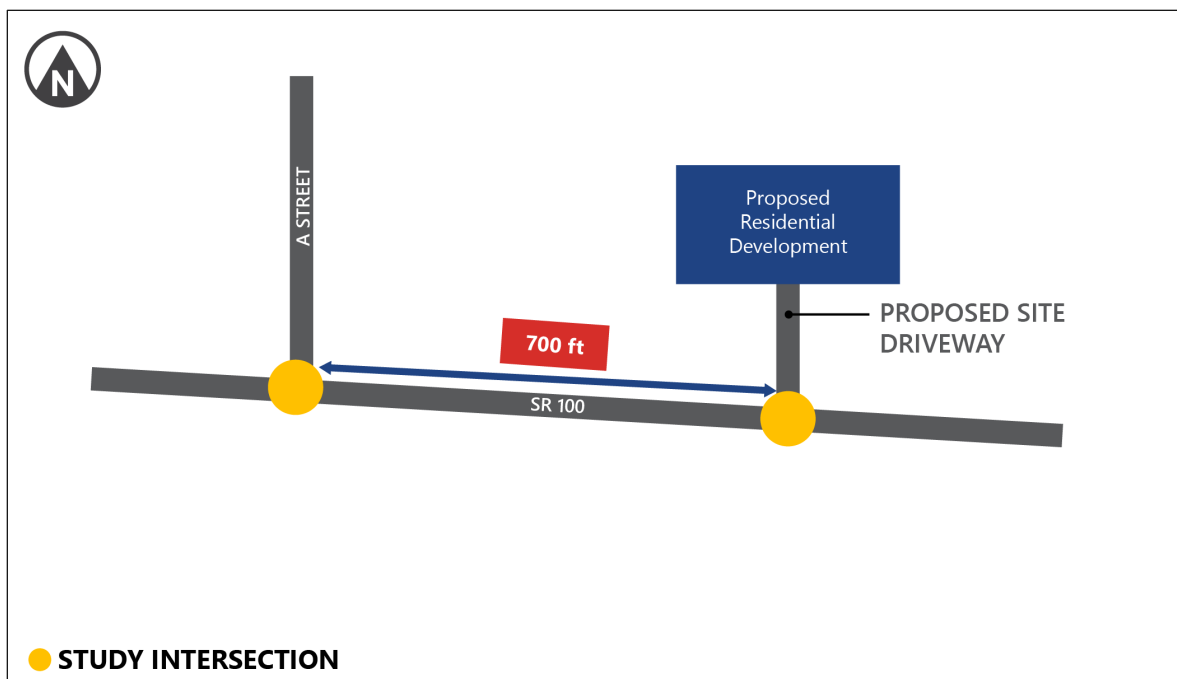 N
A STREET
Proposed
Residential
Development
PROPOSED SITE
DRIVEWAY
700 ft
SR 100
STUDY INTERSECTION